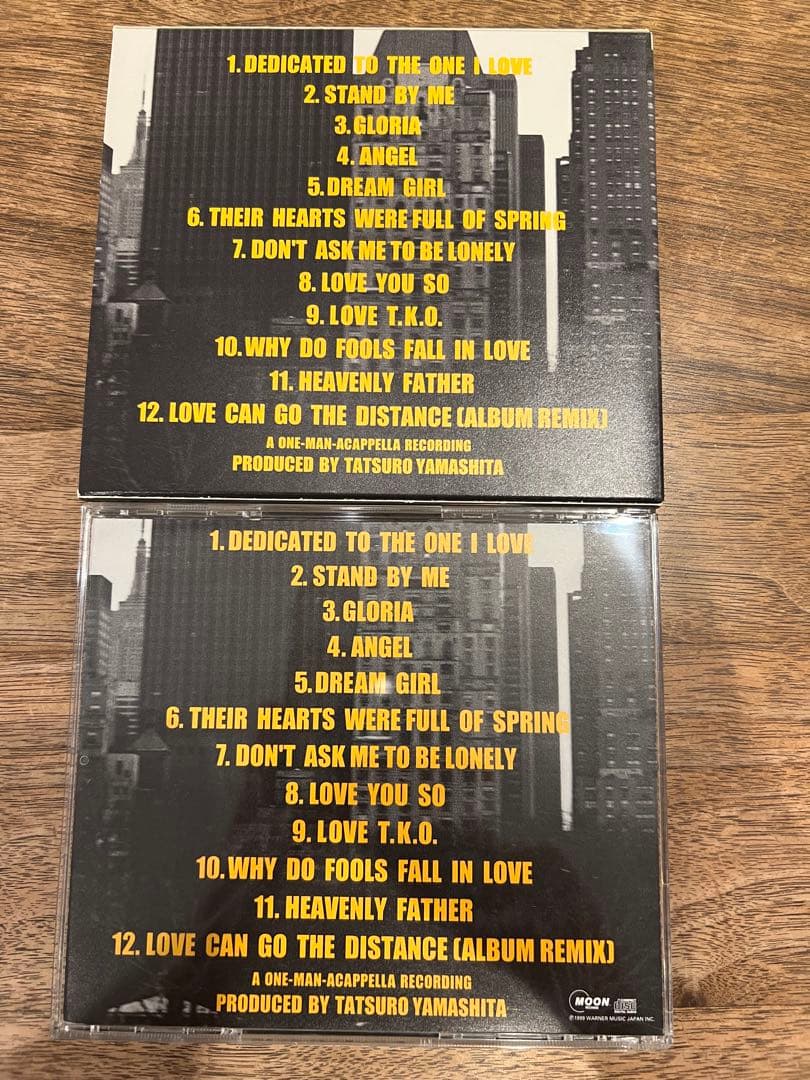 1. DEDICATED TO THE ONE I LOVE
2. STAND BY ME
3. GLORIA
4. ANGEL
5. DREAM GIRL
6. THEIR HEARTS WERE FULL OF SPRING
7. DON'T ASK ME TO BE LONELY
8. LOVE YOU SO
9. LOVE T.K.O.
10. WHY DO FOOLS FALL IN LOVE
11. HEAVENLY FATHER
12. LOVE CAN GO THE DISTANCE (ALBUM REMIX)
A ONE-MAN-ACAPPELLA RECORDING
PRODUCED BY TATSURO YAMASHITA
1. DEDICATED TO THE ONE I LOVE
2. STAND BY ME
3. GLORIA
4. ANGEL
5. DREAM GIRL
6. THEIR HEARTS WERE FULL OF SPRING
7. DON'T ASK ME TO BE LONELY
8. LOVE YOU SO
9. LOVE T.K.O.
10. WHY DO FOOLS FALL IN LOVE
11. HEAVENLY FATHER
12. LOVE CAN GO THE DISTANCE (ALBUM REMIX)
A ONE-MAN-ACAPPELLA RECORDING
PRODUCED BY TATSURO YAMASHITA
MOON
℗1999 WARNER MUSIC JAPAN INC.